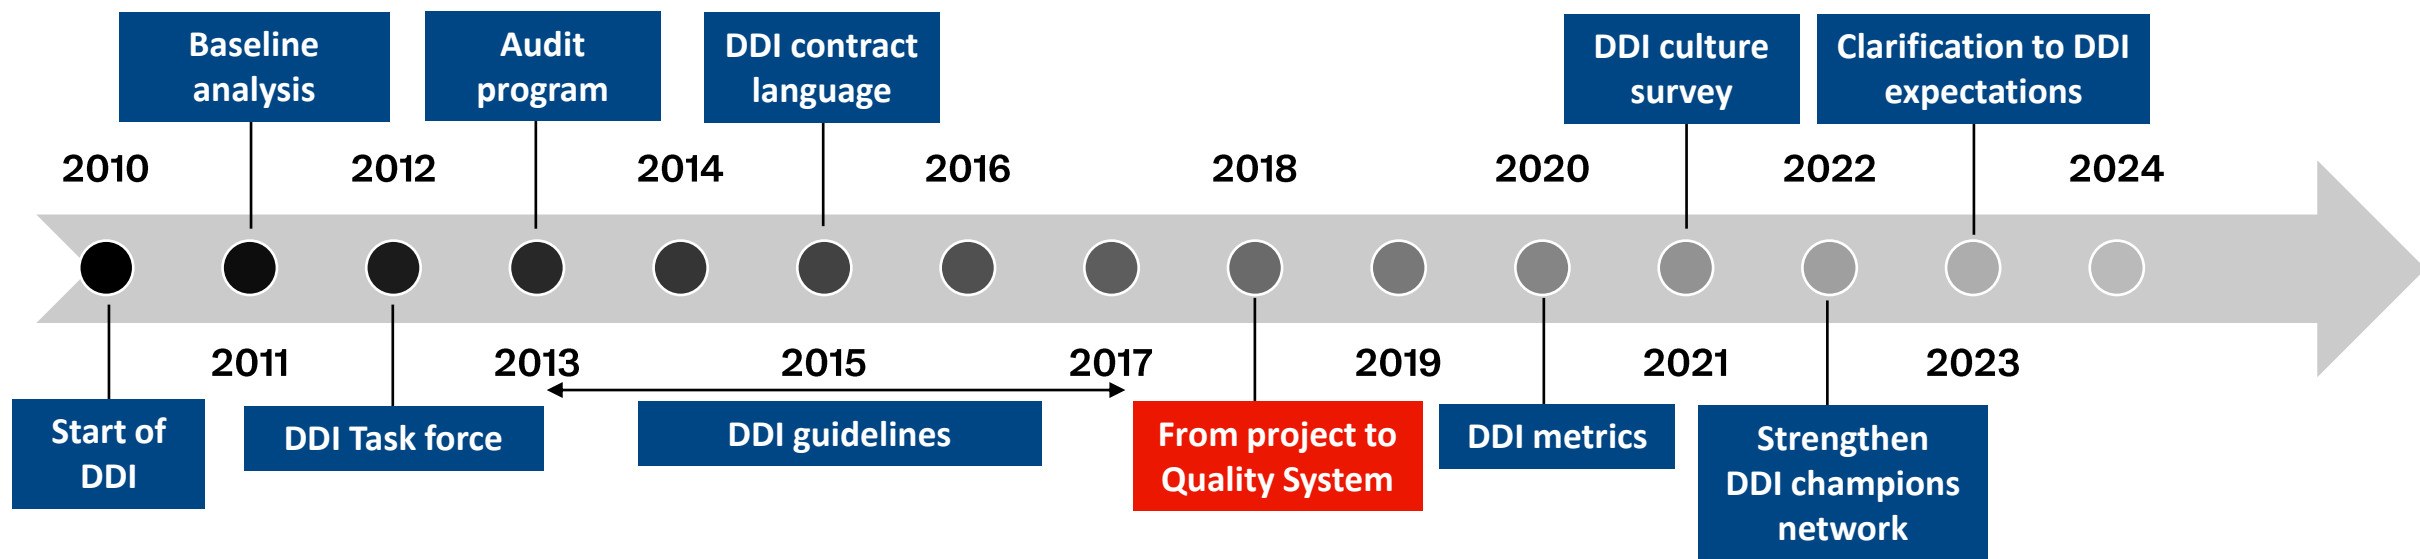 Baseline
analysis
Audit
program
DDI contract
language
DDI culture
survey
Clarification to DDI
expectations
2010
2012
2014
2016
2018
2020
2022
2024
2011
2013
2015
2017
2019
2021
2023
Start of
DDI
DDI Task force
DDI guidelines
From project to
Quality System
DDI metrics
Strengthen
DDI champions
network